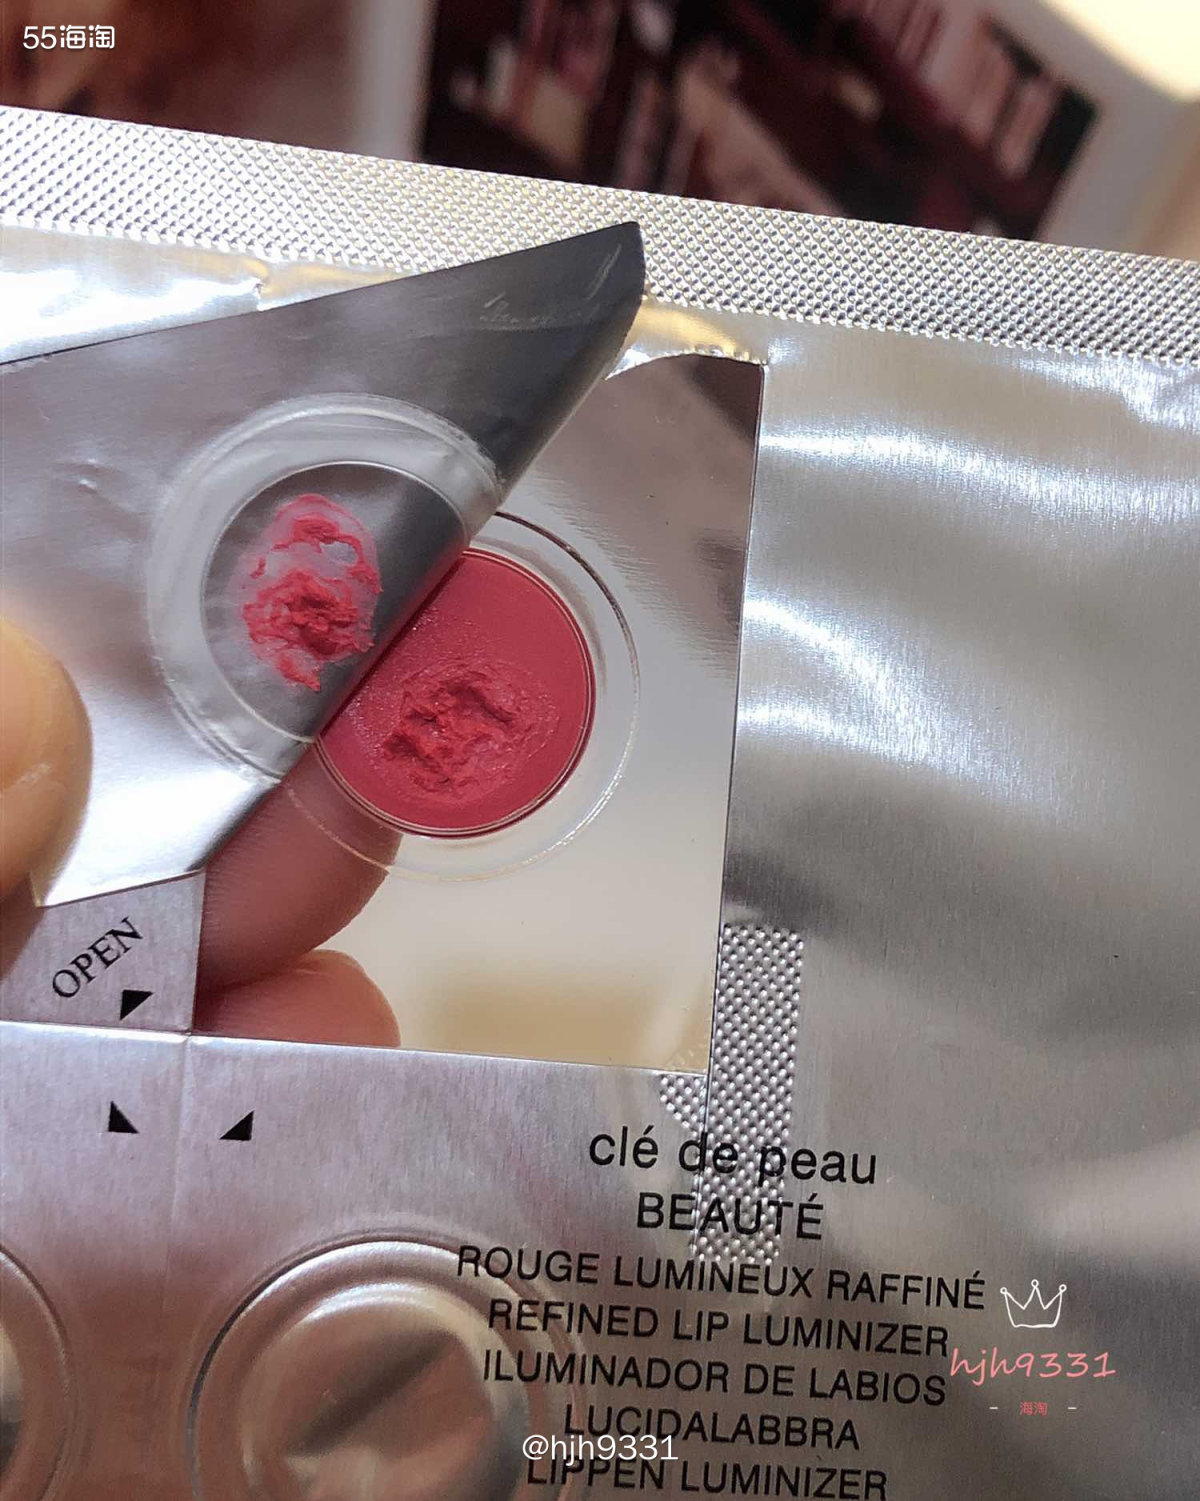 55海淘
OPEN
clé de peau
BEAUTÉ
ROUGE LUMINEUX RAFFINÉ
REFINED LIP LUMINIZER
ILUMINADOR DE LABIOS
LUCIDALABBRA
LIPPEN LUMINIZER
hjh9331
- 海淘 -
@hjh9331